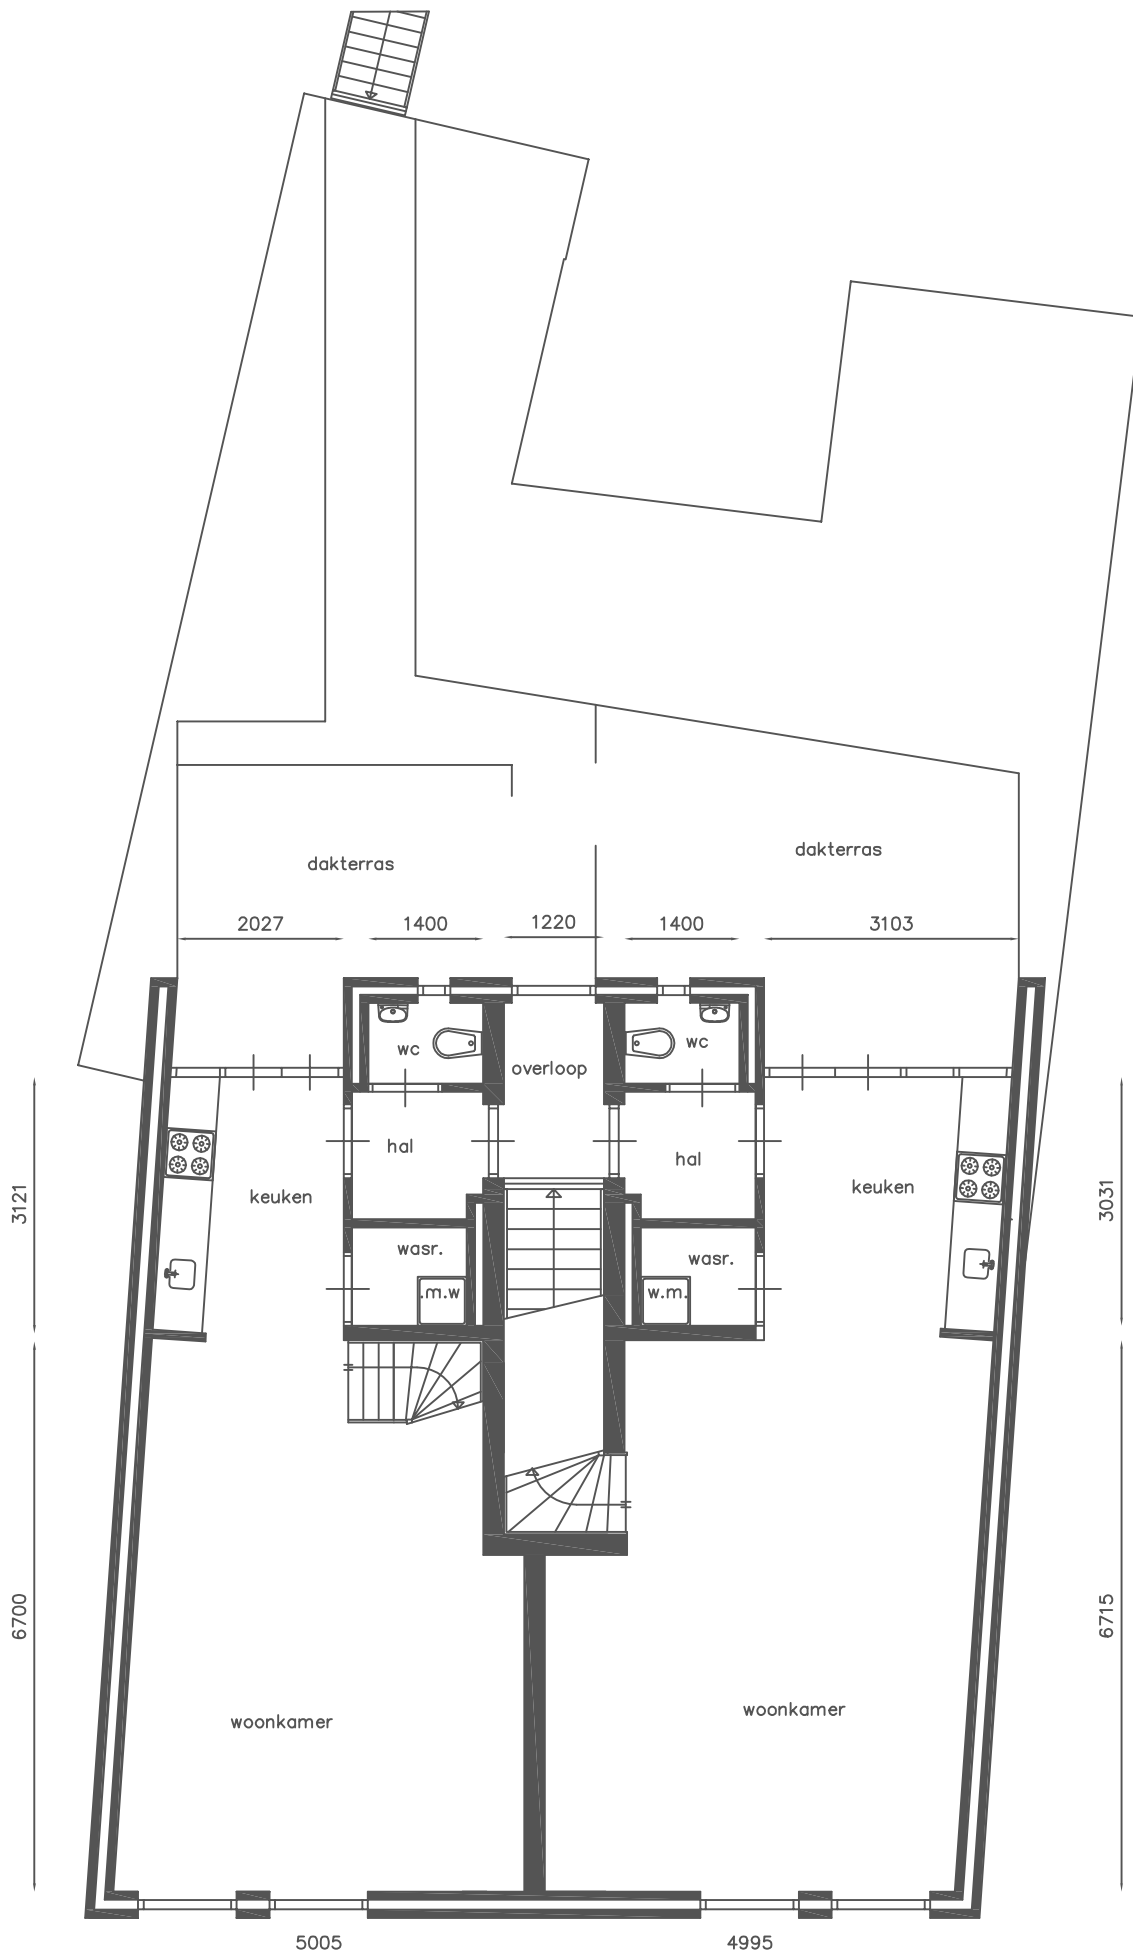 dakterras
dakterras
2027
1400
1220
1400
3103
wc
wc
overloop
hal
hal
keuken
keuken
3121
3031
wasr.
wasr.
.m.w
w.m.
6700
6715
woonkamer
woonkamer
5005
4995